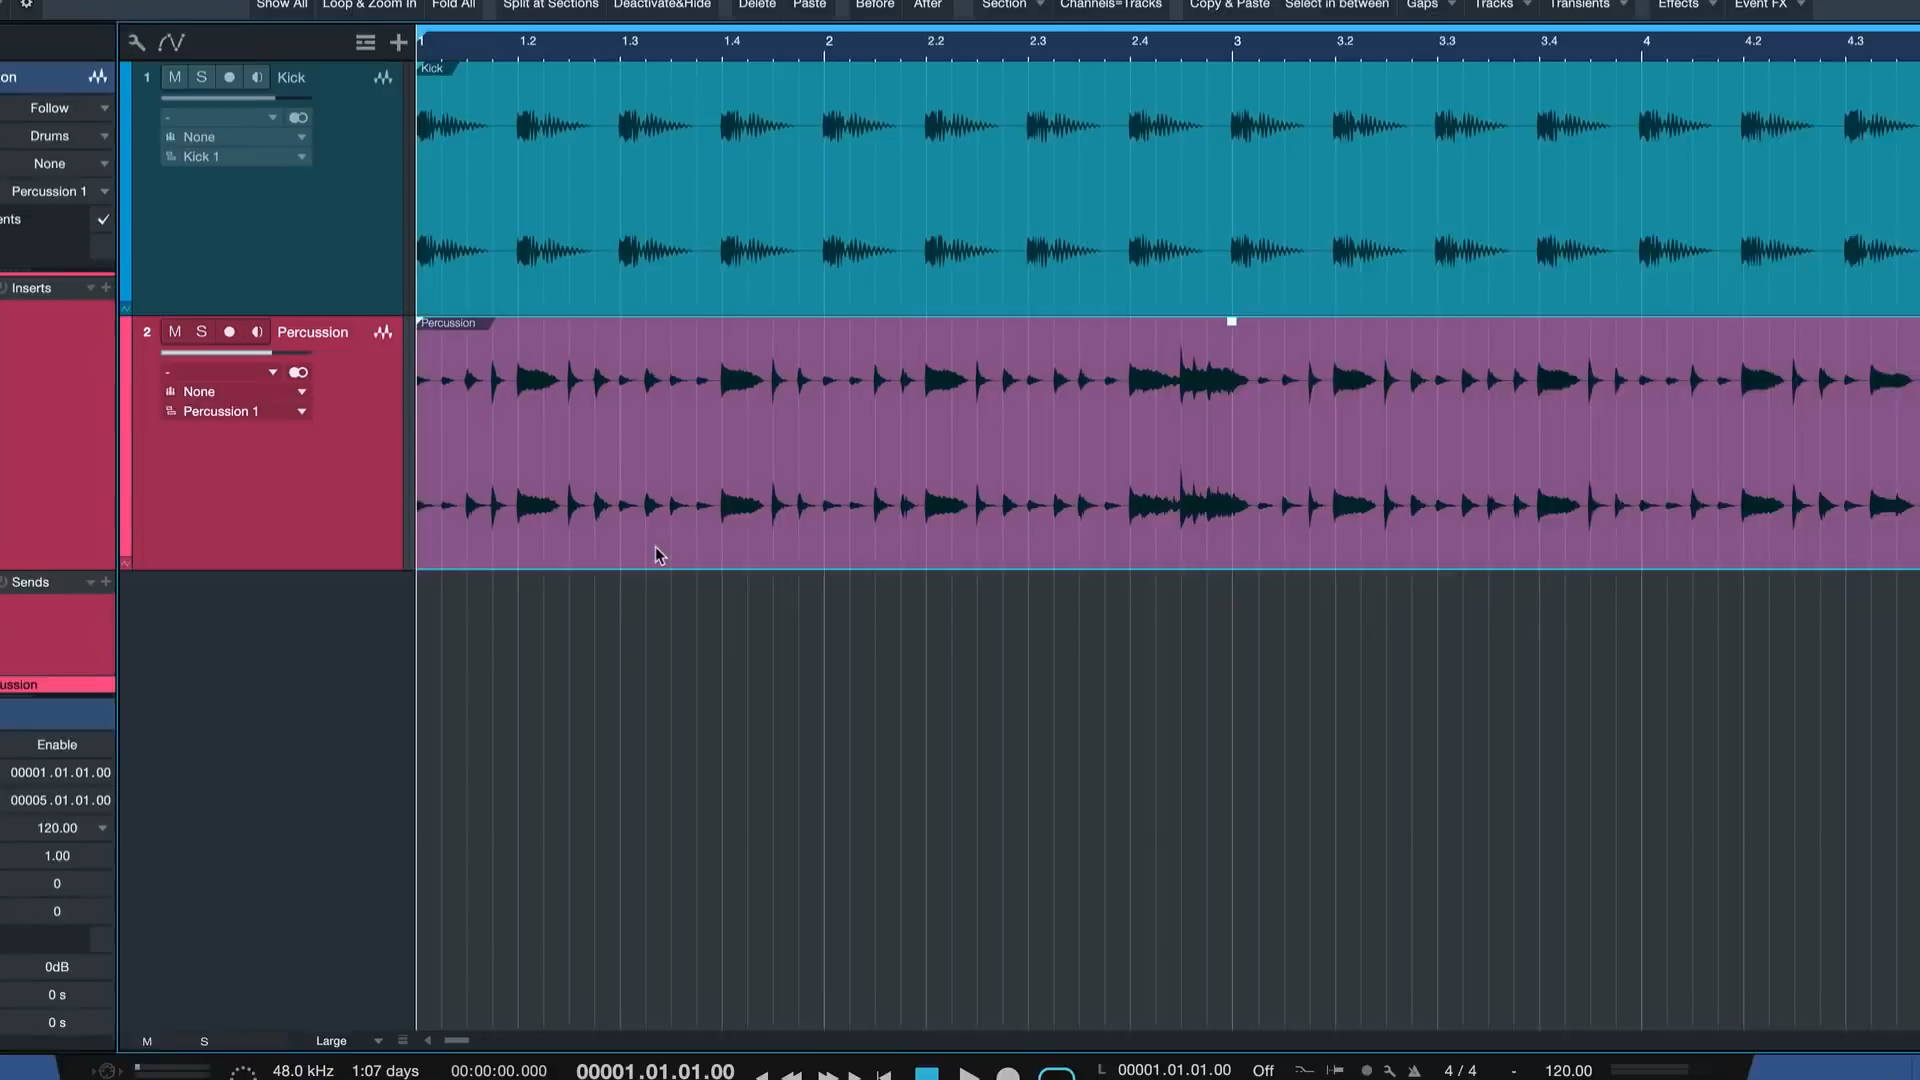 Show All Loop & Zoom In Fold All Split at Sections Deactivate&Hide Delete Paste Before After Section Channels=Tracks Copy & Paste Select in between Gaps Tracks Transients Effects Event FX
1 1.2 1.3 1.4 2 2.2 2.3 2.4 3 3.2 3.3 3.4 4 4.2 4.3
on
Follow
Drums
None
Percussion 1
ents
Inserts
Sends
ussion
Enable
00001.01.01.00
00005.01.01.00
120.00
1.00
0
0
0dB
0 s
0 s
1 M S Kick
-
None
Kick 1
Kick
2 M S Percussion
-
None
Percussion 1
Percussion
M S Large
48.0 kHz 1:07 days 00:00:00.000 00001.01.01.00 L 00001.01.01.00 Off 4 / 4 - 120.00